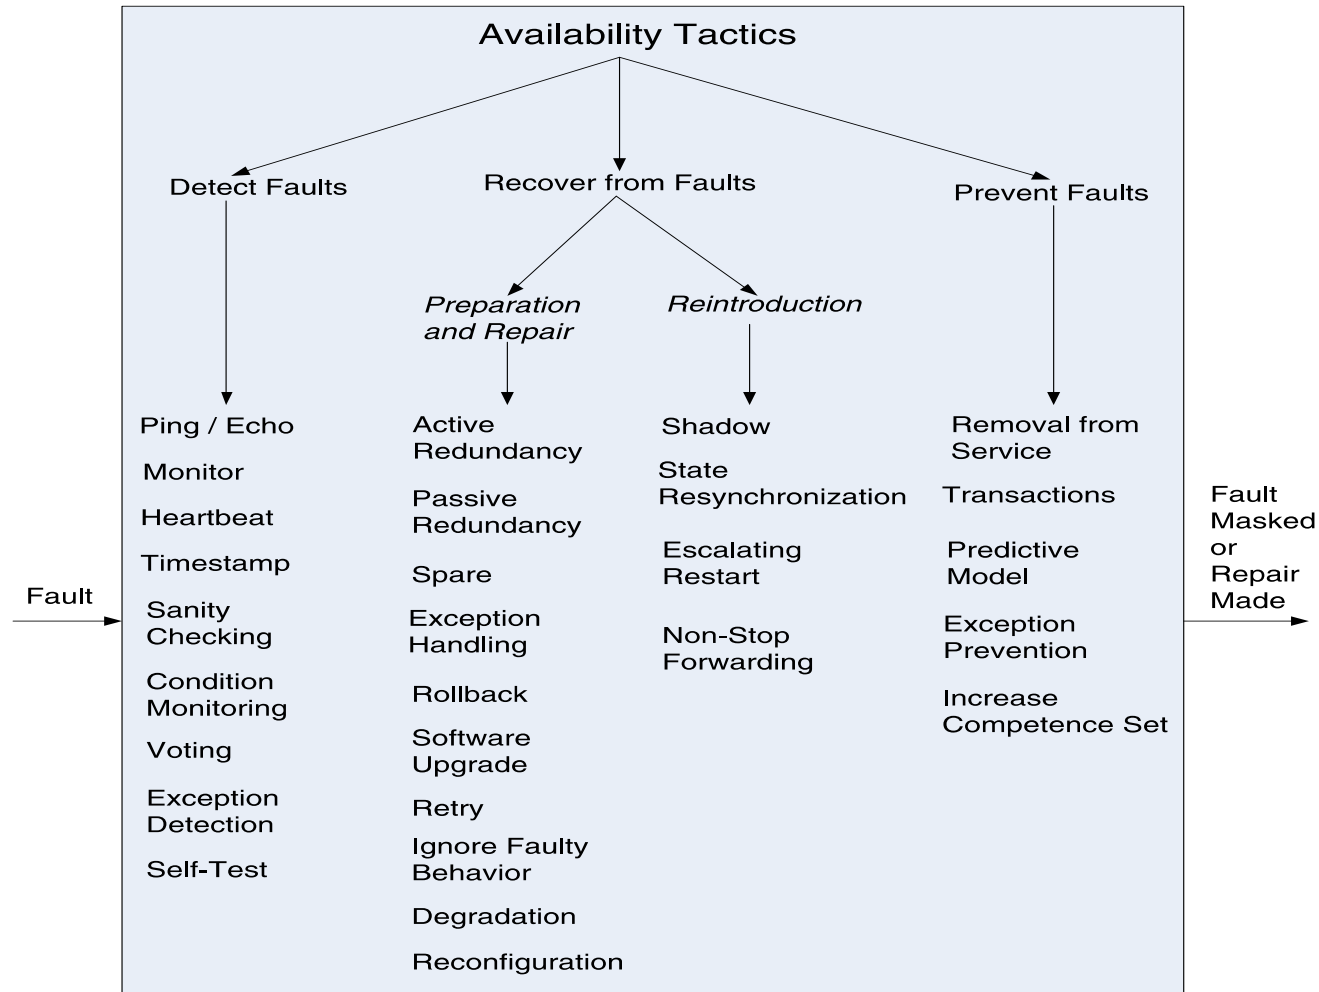 Availability Tactics
Detect Faults
Recover from Faults
Prevent Faults
Preparation
and Repair
Reintroduction
Fault
Ping / Echo
Monitor
Heartbeat
Timestamp
Sanity
Checking
Condition
Monitoring
Voting
Exception
Detection
Self-Test
Active
Redundancy
Passive
Redundancy
Spare
Exception
Handling
Rollback
Software
Upgrade
Retry
Ignore Faulty
Behavior
Degradation
Reconfiguration
Shadow
State
Resynchronization
Escalating
Restart
Non-Stop
Forwarding
Removal from
Service
Transactions
Predictive
Model
Exception
Prevention
Increase
Competence Set
Fault
Masked
or
Repair
Made